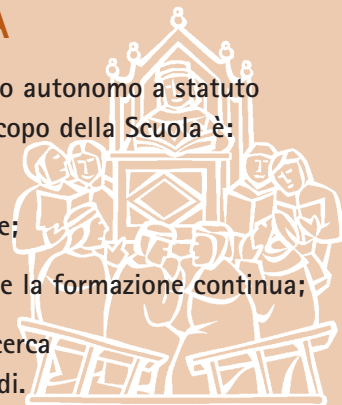 A
o autonomo a statuto
copo della Scuola è:
e;
e la formazione continua;
cerca
di.